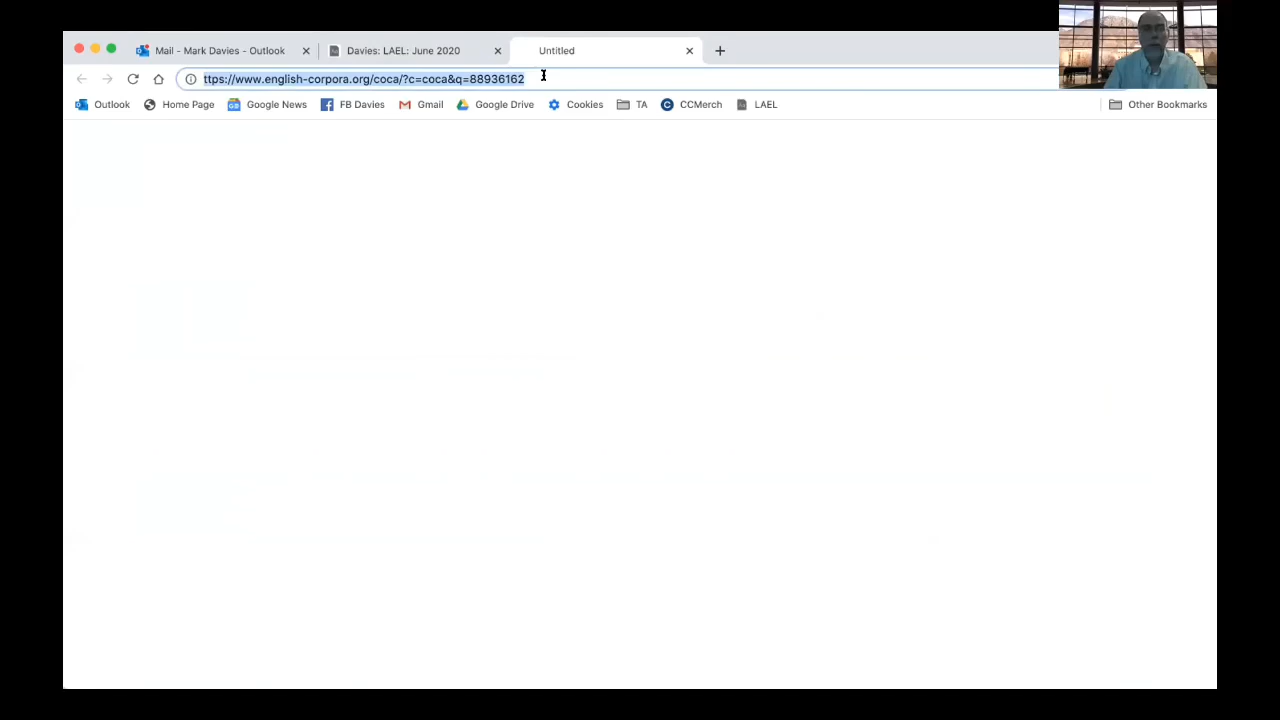 Mail - Mark Davies - Outlook Davies: LAEL: June 2020 Untitled
ttps://www.english-corpora.org/coca/?c=coca&q=88936162
Outlook Home Page Google News FB Davies Gmail Google Drive Cookies TA CCMerch LAEL Other Bookmarks